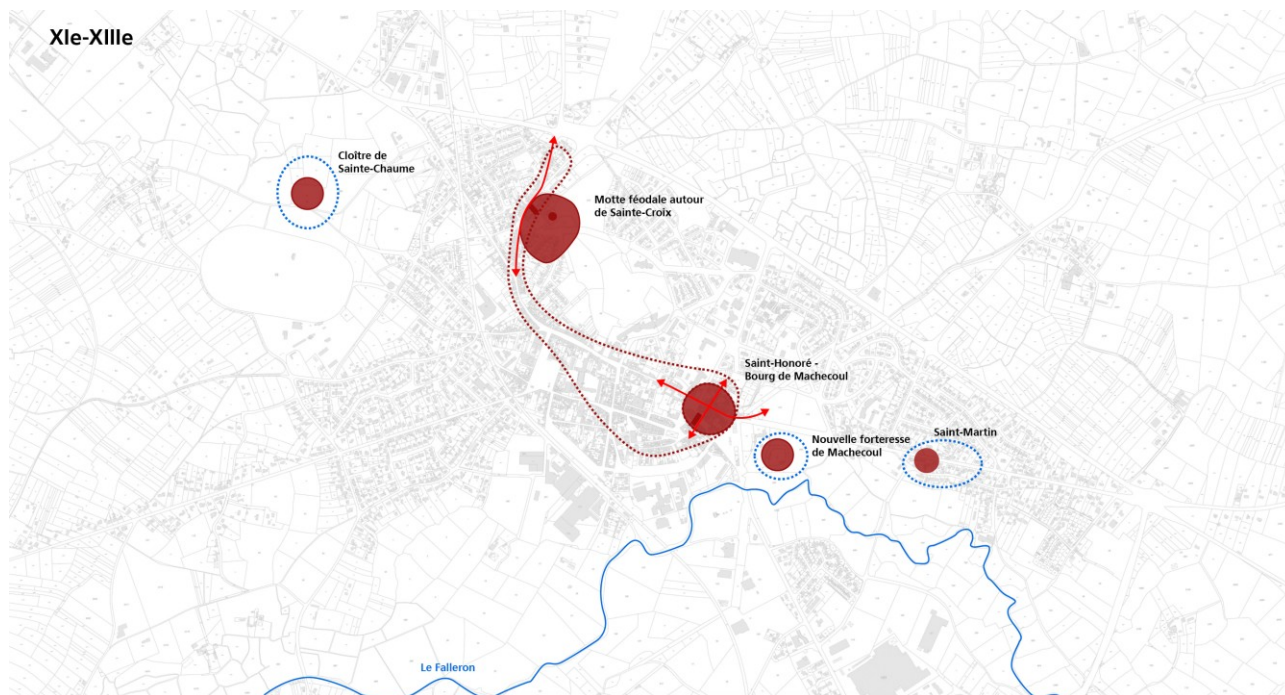 XIe-XIIIe
Cloître de
Sainte-Chaume
Motte féodale autour
de Sainte-Croix
Saint-Honoré -
Bourg de Machecoul
Saint-Martin
Nouvelle forteresse
de Machecoul
Le Falleron